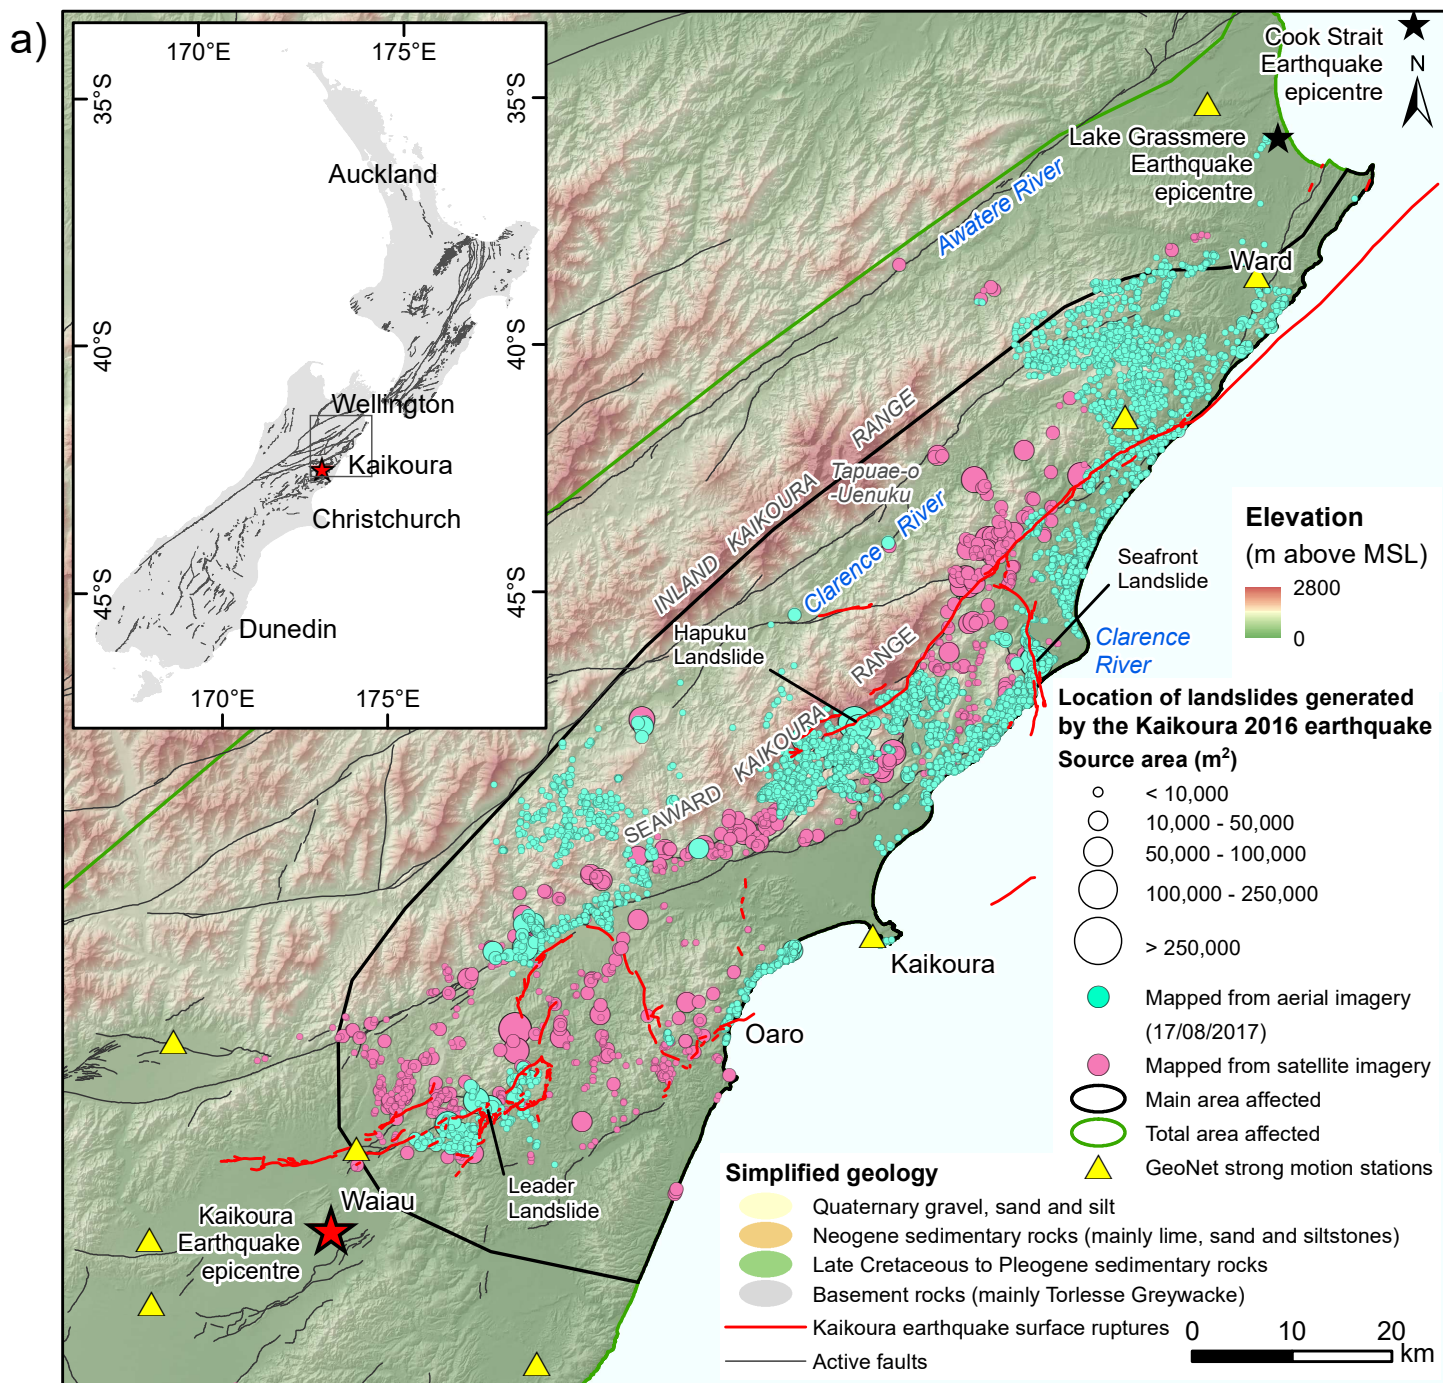 a)
170°E
175°E
35°S
35°S
Auckland
40°S
40°S
Wellington
Kaikoura
Christchurch
45°S
45°S
Dunedin
170°E
175°E
Cook Strait
Earthquake
epicentre
N
Lake Grassmere
Earthquake
epicentre
Awatere River
Ward
INLAND KAIKOURA RANGE
Tapuae-o
-Uenuku
Clarence River
Seafront
Landslide
Hapuku
Landslide
Clarence
River
SEAWARD KAIKOURA RANGE
Kaikoura
Oaro
Leader
Landslide
Waiau
Kaikoura
Earthquake
epicentre
Elevation
(m above MSL)
2800
0
Location of landslides generated
by the Kaikoura 2016 earthquake
Source area (m²)
< 10,000
10,000 - 50,000
50,000 - 100,000
100,000 - 250,000
> 250,000
Mapped from aerial imagery
(17/08/2017)
Mapped from satellite imagery
Main area affected
Total area affected
GeoNet strong motion stations
Simplified geology
Quaternary gravel, sand and silt
Neogene sedimentary rocks (mainly lime, sand and siltstones)
Late Cretaceous to Pleogene sedimentary rocks
Basement rocks (mainly Torlesse Greywacke)
Kaikoura earthquake surface ruptures
Active faults
0 10 20
km